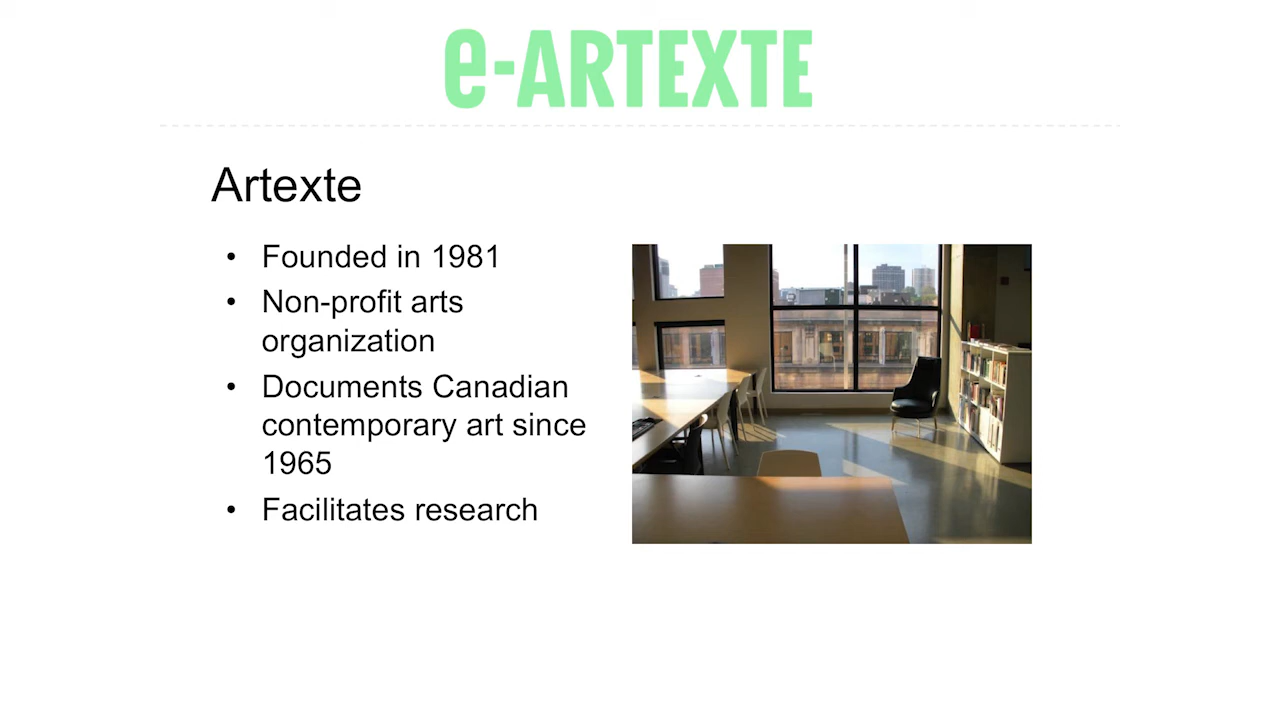 e-ARTEXTE
Artexte
• Founded in 1981
• Non-profit arts
organization
• Documents Canadian
contemporary art since
1965
• Facilitates research